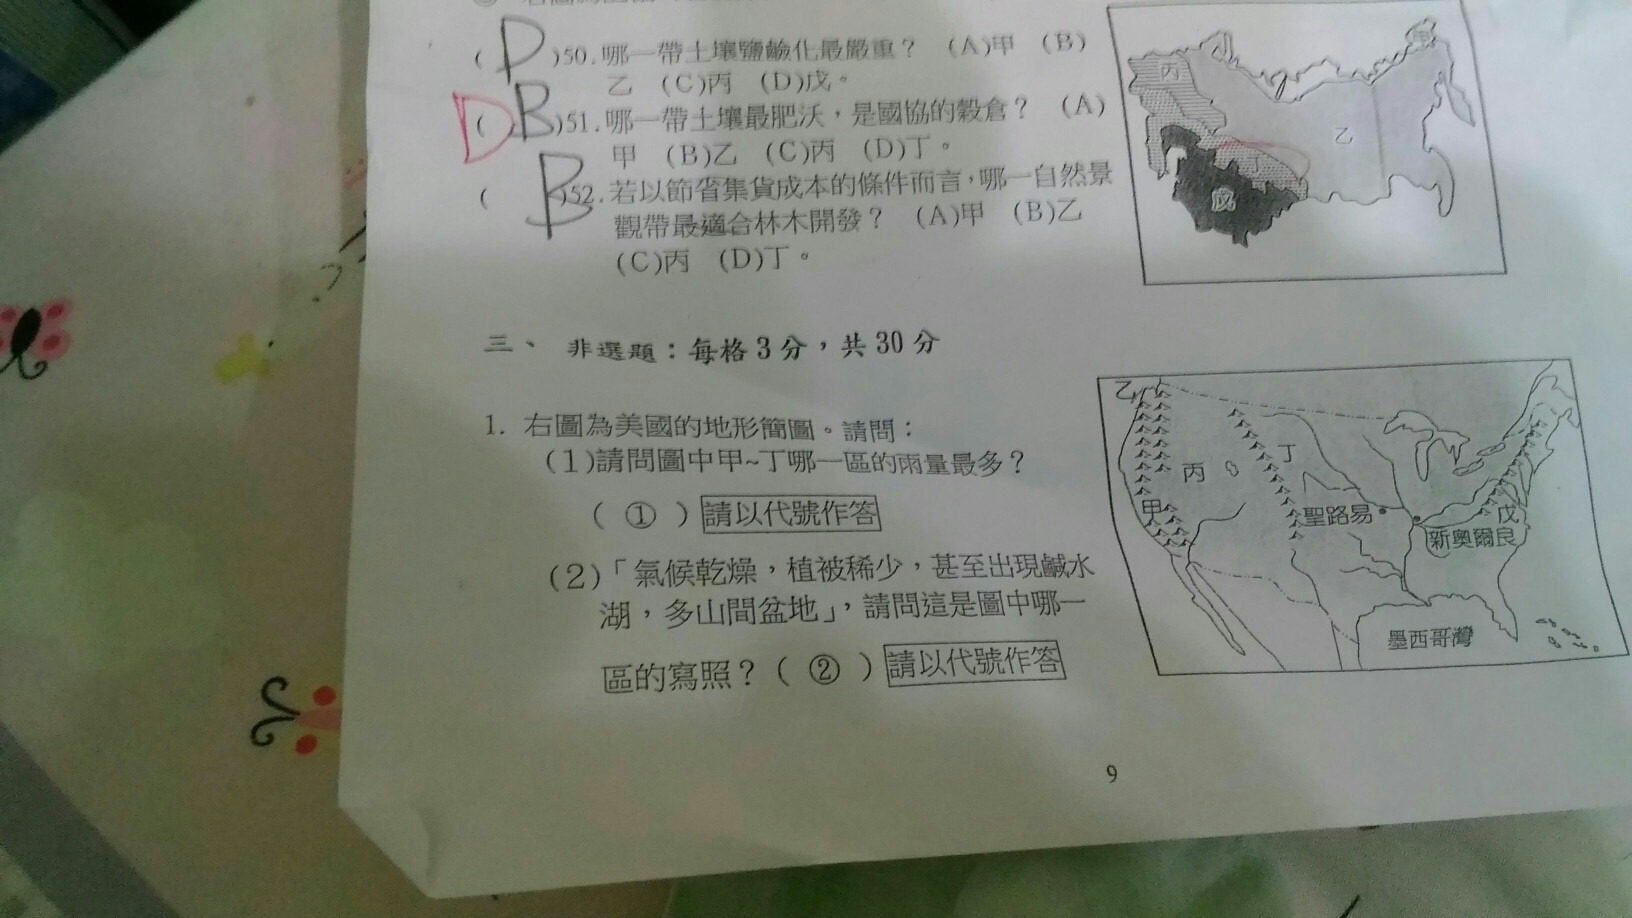 ( D )50.哪一帶土壤鹽鹼化最嚴重？ (A)甲 (B)
乙 (C)丙 (D)戊。
D ( B )51.哪一帶土壤最肥沃，是國協的穀倉？ (A)
甲 (B)乙 (C)丙 (D)丁。
( B )52.若以節省集貨成本的條件而言，哪一自然景
觀帶最適合林木開發？ (A)甲 (B)乙
(C)丙 (D)丁。
甲
丙
乙
丁
戊
三、 非選題：每格3分，共30分
1. 右圖為美國的地形簡圖。請問：
(1)請問圖中甲~丁哪一區的雨量最多？
( ① ) 請以代號作答
(2)「氣候乾燥，植被稀少，甚至出現鹹水
湖，多山間盆地」，請問這是圖中哪一
區的寫照？( ② ) 請以代號作答
乙
丙
丁
甲
聖路易
戊
新奧爾良
墨西哥灣
9